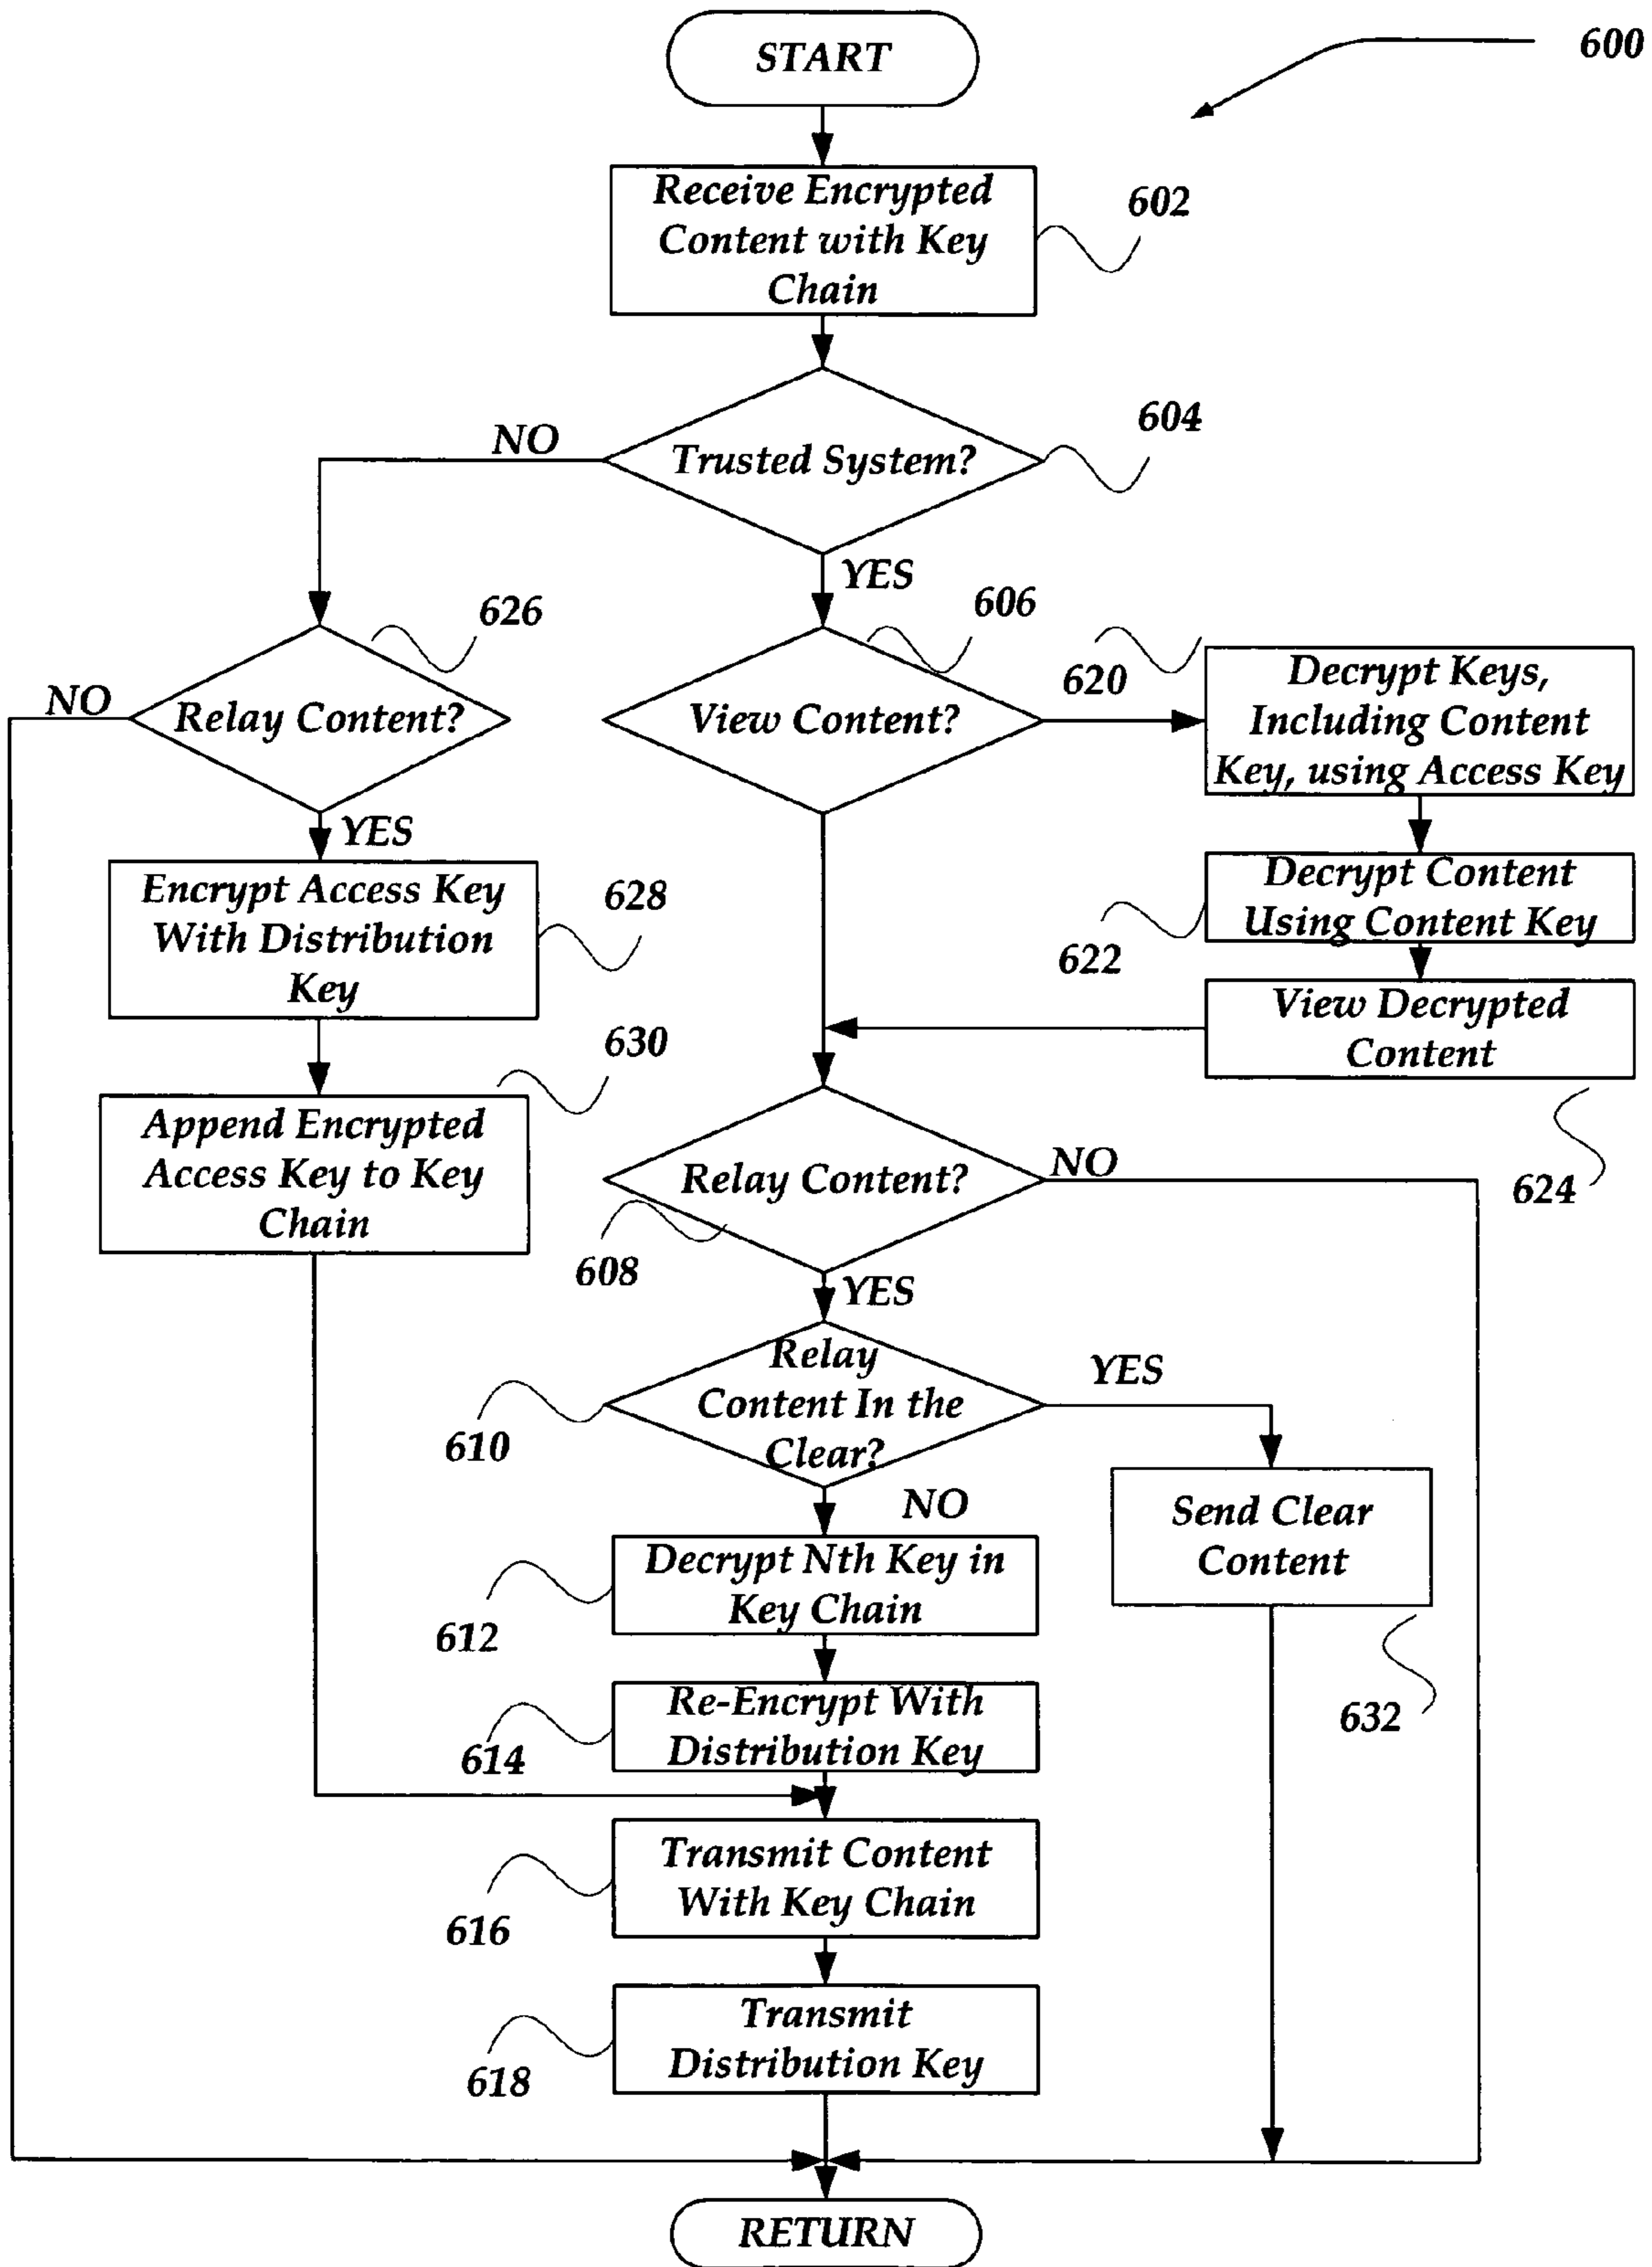 START
600
Receive Encrypted
Content with Key
Chain
602
Trusted System?
604
NO
YES
626
606
620
NO
Relay Content?
View Content?
Decrypt Keys,
Including Content
Key, using Access Key
YES
Encrypt Access Key
With Distribution
Key
628
Decrypt Content
Using Content Key
622
View Decrypted
Content
624
630
Append Encrypted
Access Key to Key
Chain
Relay Content?
NO
608
YES
Relay
Content In the
Clear?
YES
610
NO
Send Clear
Content
632
Decrypt Nth Key in
Key Chain
612
Re-Encrypt With
Distribution Key
614
Transmit Content
With Key Chain
616
Transmit
Distribution Key
618
RETURN